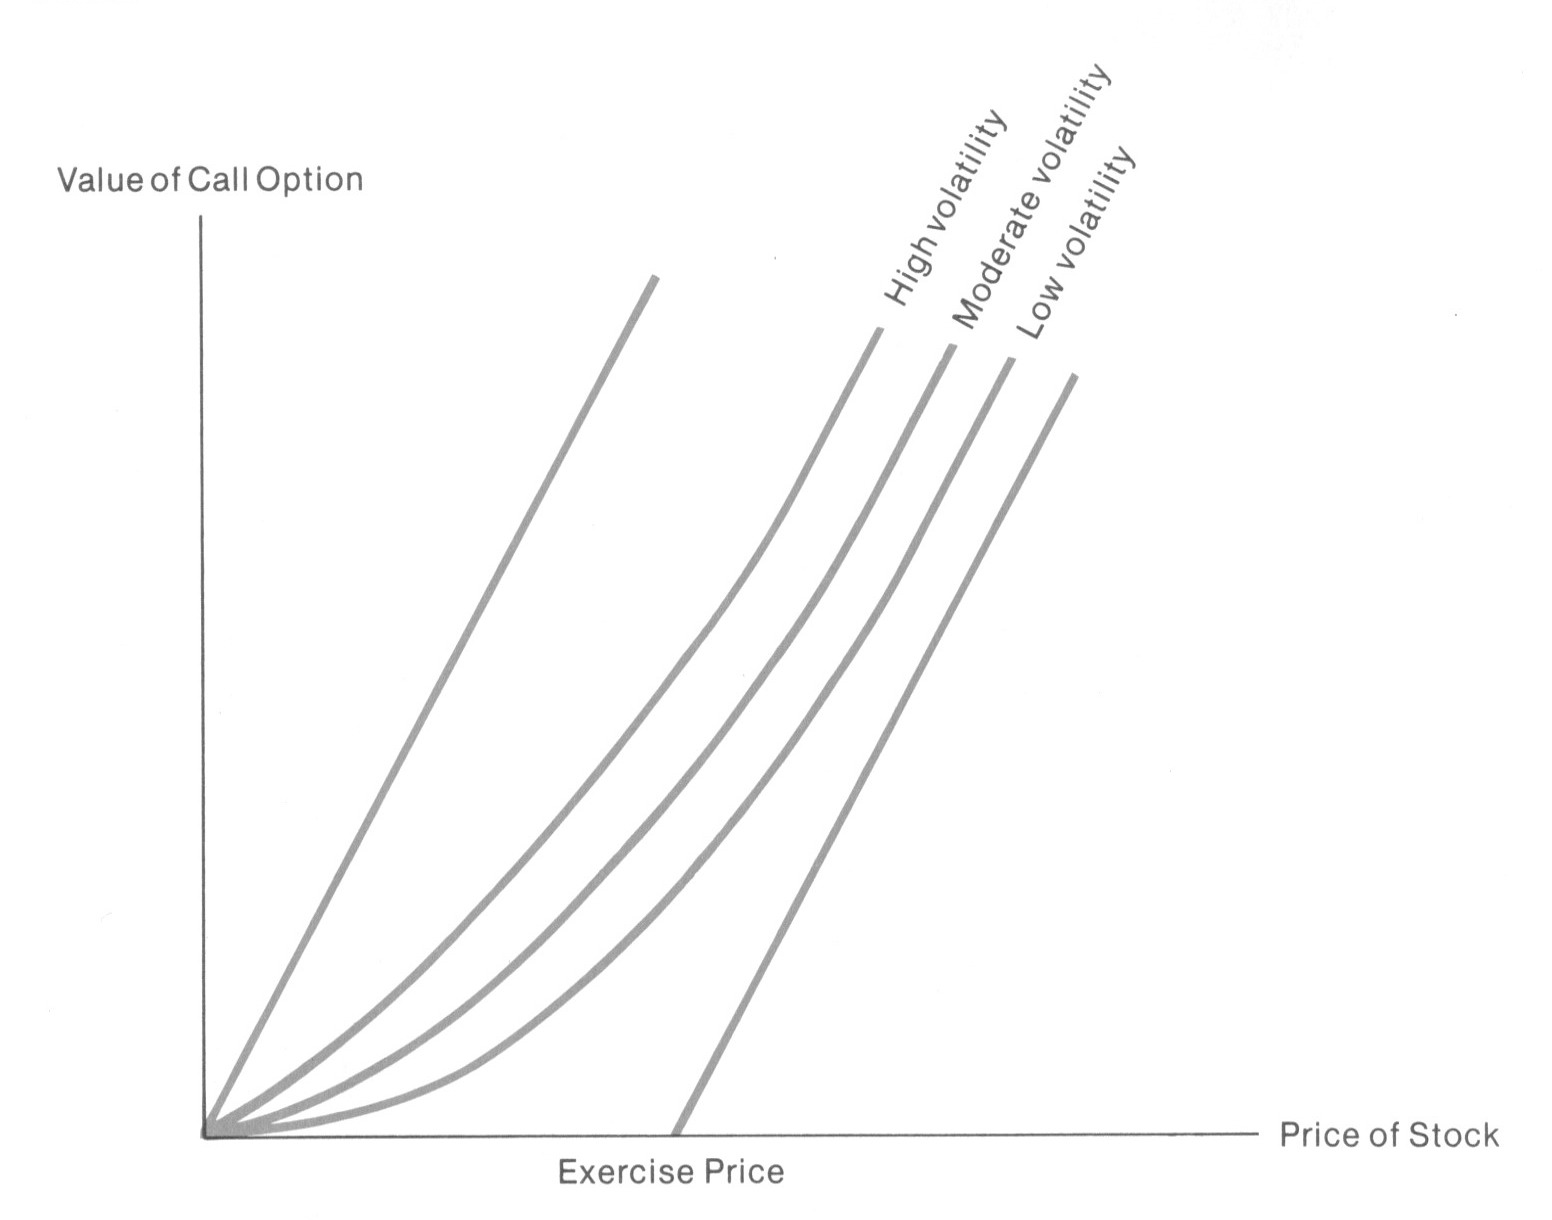 Value of Call Option
High volatility
Moderate volatility
Low volatility
Price of Stock
Exercise Price